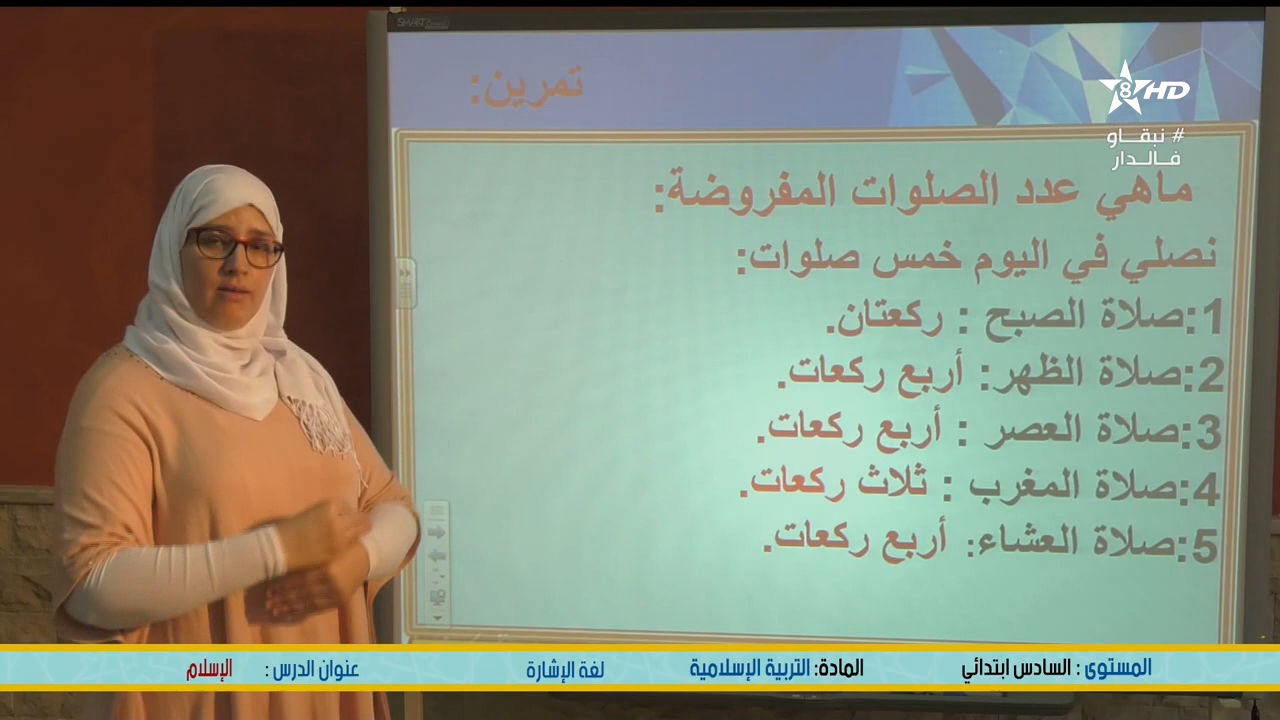 SMART
تمرين:
8HD
# نبقاو
فالدار
ماهي عدد الصلوات المفروضة:
نصلي في اليوم خمس صلوات:
1:صلاة الصبح : ركعتان.
2:صلاة الظهر: أربع ركعات.
3:صلاة العصر : أربع ركعات.
4:صلاة المغرب : ثلاث ركعات.
5:صلاة العشاء: أربع ركعات.
المستوى : السادس ابتدائي المادة: التربية الإسلامية لغة الإشارة عنوان الدرس : الإسلام